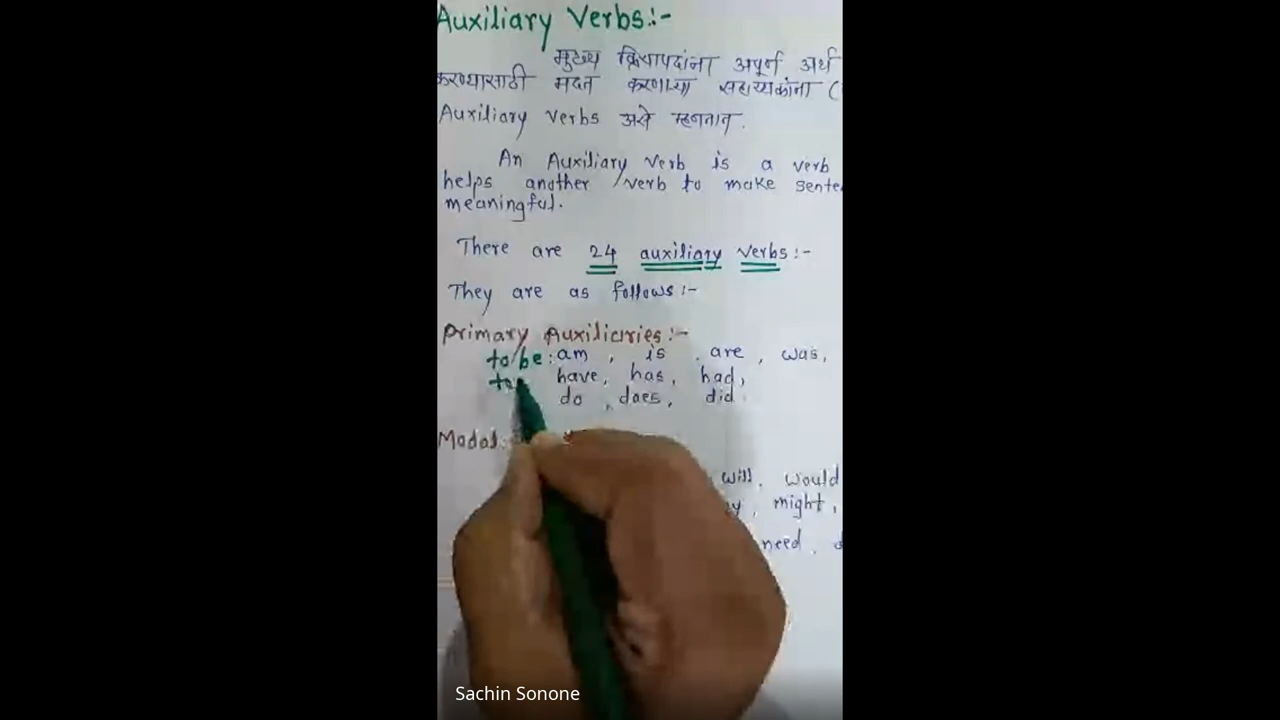 Auxiliary Verbs:-
मुख्य क्रियापदांना अपूर्ण अर्थ
करण्यासाठी मदत करणाऱ्या सहाय्यकांना (
Auxiliary verbs असे म्हणतात.
An Auxiliary verb is a verb
helps another verb to make sente
meaningful.
There are 24 auxiliary verbs:-
They are as follows:-
Primary Auxiliaries:-
to be: am, is, are, was,
to have, has, had,
do, does, did
Modal:
will, would
might,
need,
Sachin Sonone